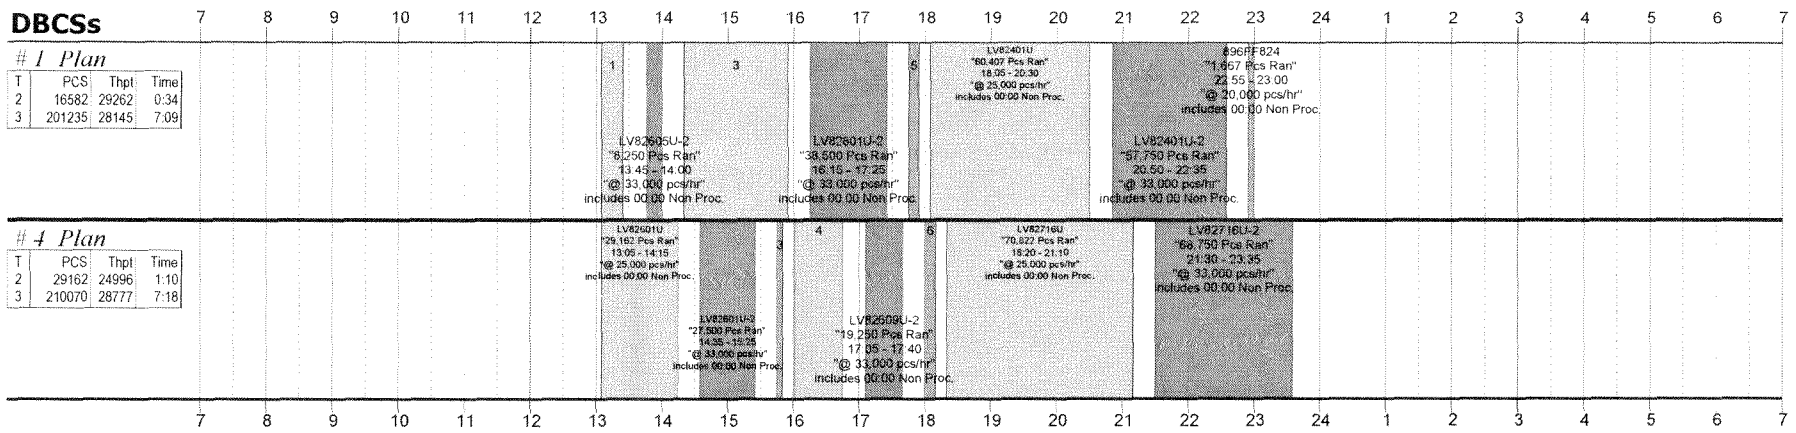 DBCSs
7 8 9 10 11 12 13 14 15 16 17 18 19 20 21 22 23 24 1 2 3 4 5 6 7
# 1 Plan
T PCS Thpt Time
2 16582 29262 0:34
3 201235 28145 7:09
1
3
5
LV82605U-2
"8,250 Pcs Ran"
13:45 - 14:00
"@ 33,000 pcs/hr"
includes 00:00 Non Proc.
LV82601U-2
"38,500 Pcs Ran"
16:15 - 17:25
"@ 33,000 pcs/hr"
includes 00:00 Non Proc.
LV82401U
"60,407 Pcs Ran"
18:05 - 20:30
"@ 25,000 pcs/hr"
includes 00:00 Non Proc.
LV82401U-2
"57,750 Pcs Ran"
20:50 - 22:35
"@ 33,000 pcs/hr"
includes 00:00 Non Proc.
896FF824
"1,667 Pcs Ran"
22:55 - 23:00
"@ 20,000 pcs/hr"
includes 00:00 Non Proc.
# 4 Plan
T PCS Thpt Time
2 29162 24996 1:10
3 210070 28777 7:18
LV82601U
"29,162 Pcs Ran"
13:05 - 14:15
"@ 25,000 pcs/hr"
includes 00:00 Non Proc.
LV82601U-2
"27,500 Pcs Ran"
14:35 - 15:25
"@ 33,000 pcs/hr"
includes 00:00 Non Proc.
3
4
LV82509U-2
"19,250 Pcs Ran"
17:05 - 17:40
"@ 33,000 pcs/hr"
includes 00:00 Non Proc.
6
LV82716U
"70,822 Pcs Ran"
18:20 - 21:10
"@ 25,000 pcs/hr"
includes 00:00 Non Proc.
LV82716U-2
"68,750 Pcs Ran"
21:30 - 23:35
"@ 33,000 pcs/hr"
includes 00:00 Non Proc.
7 8 9 10 11 12 13 14 15 16 17 18 19 20 21 22 23 24 1 2 3 4 5 6 7